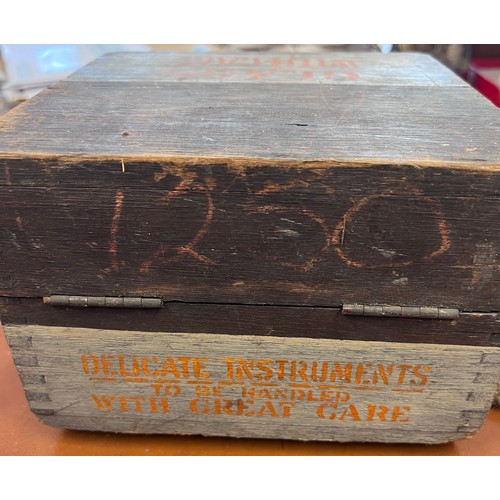 1250
DELICATE INSTRUMENTS
TO BE HANDLED
WITH GREAT CARE